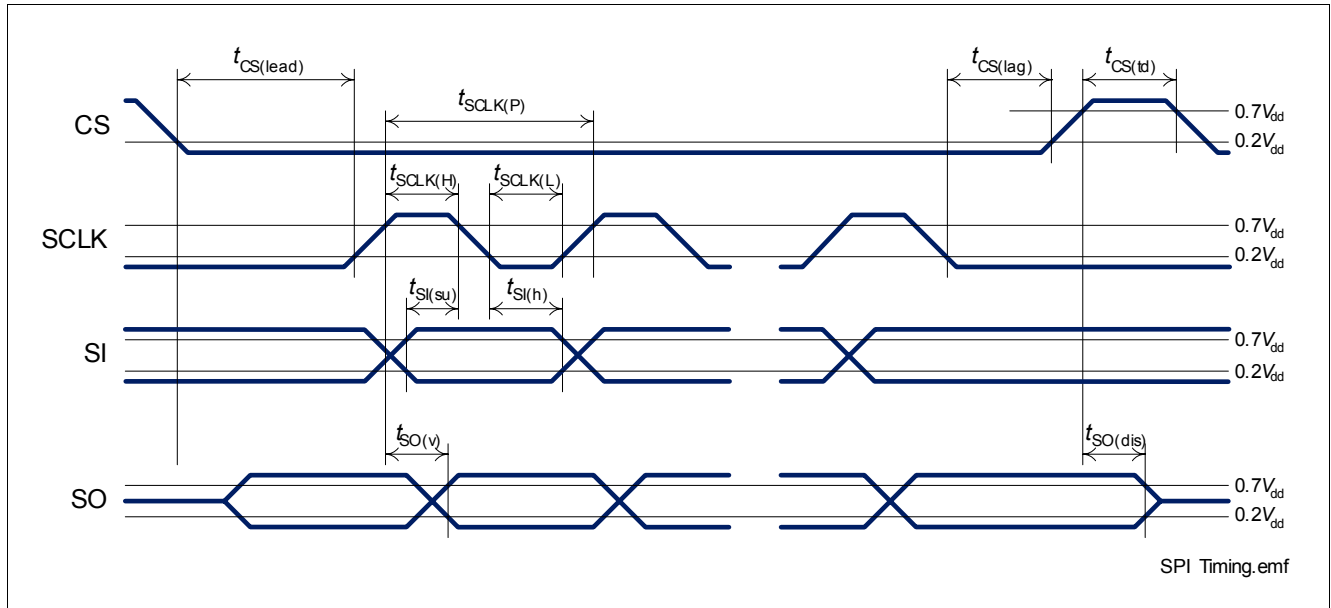 tCS(lead)
tCS(lag)
tCS(td)
tSCLK(P)
CS
0.7Vdd
0.2Vdd
tSCLK(H)
tSCLK(L)
SCLK
0.7Vdd
0.2Vdd
tSI(su)
tSI(h)
SI
0.7Vdd
0.2Vdd
tSO(v)
tSO(dis)
SO
0.7Vdd
0.2Vdd
SPI Timing.emf